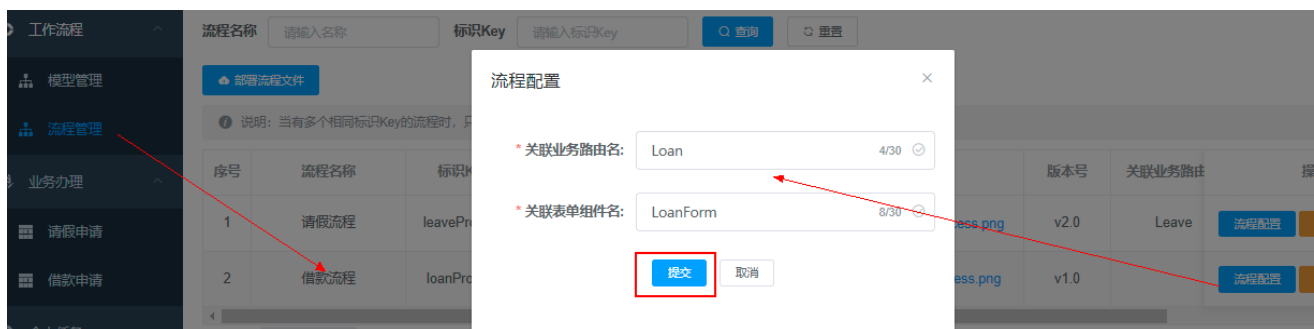 工作流程
流程名称 请输入名称 标识Key 请输入标识Key 查询 重置
模型管理
部署流程文件
流程配置
流程管理
说明：当有多个相同标识Key的流程时，
* 关联业务路由名: Loan 4/30
序号 流程名称 版本号 关联业务路由
业务办理
* 关联表单组件名: LoanForm 8/30
请假申请
1 请假流程 leavePro ess.png v2.0 Leave 流程配置
提交 取消
借款申请
2 借款流程 loanPro ess.png v1.0 流程配置